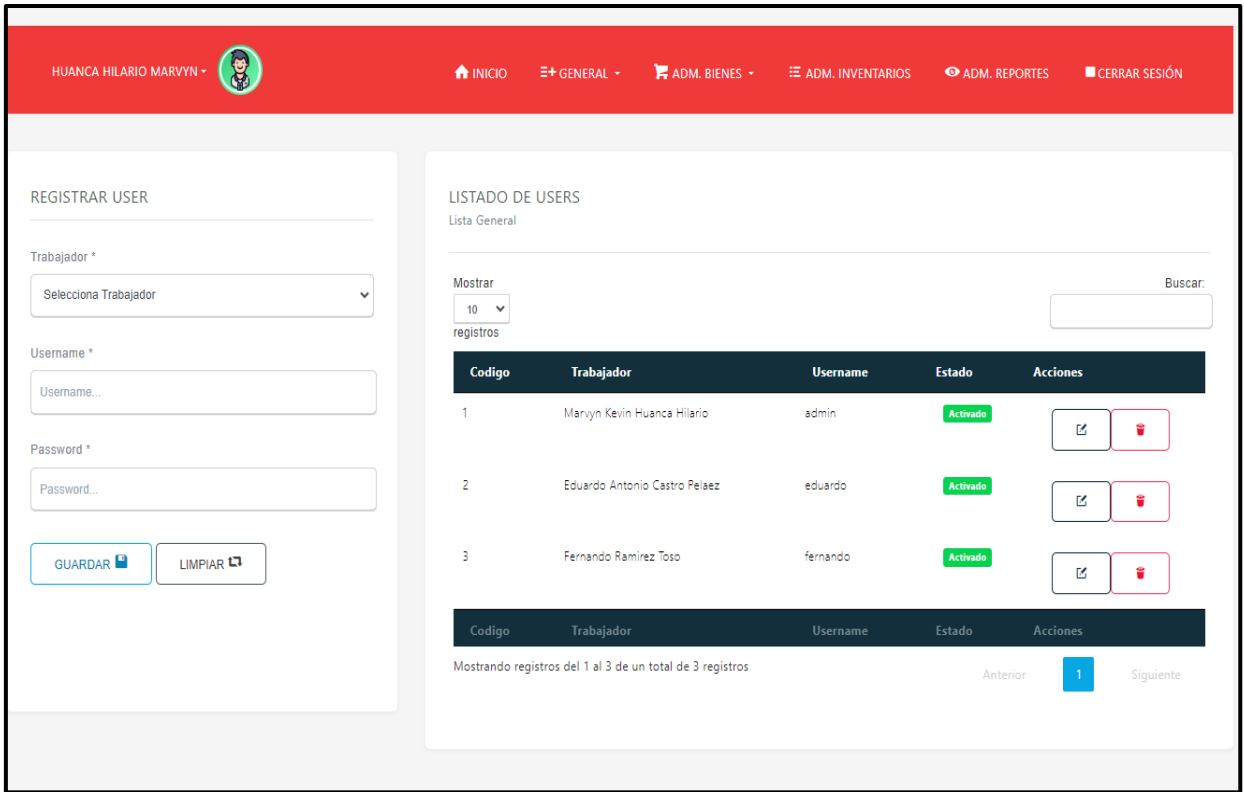 HUANCA HILARIO MARVYN
INICIO
GENERAL
ADM. BIENES
ADM. INVENTARIOS
ADM. REPORTES
CERRAR SESIÓN
REGISTRAR USER
Trabajador *
Selecciona Trabajador
Username *
Username...
Password *
Password...
GUARDAR
LIMPIAR
LISTADO DE USERS
Lista General
Mostrar
10
registros
Buscar:
Codigo Trabajador Username Estado Acciones
1 Marvyn Kevin Huanca Hilario admin Activado
2 Eduardo Antonio Castro Pelaez eduardo Activado
3 Fernando Ramirez Toso fernando Activado
Codigo Trabajador Username Estado Acciones
Mostrando registros del 1 al 3 de un total de 3 registros
Anterior 1 Siguiente